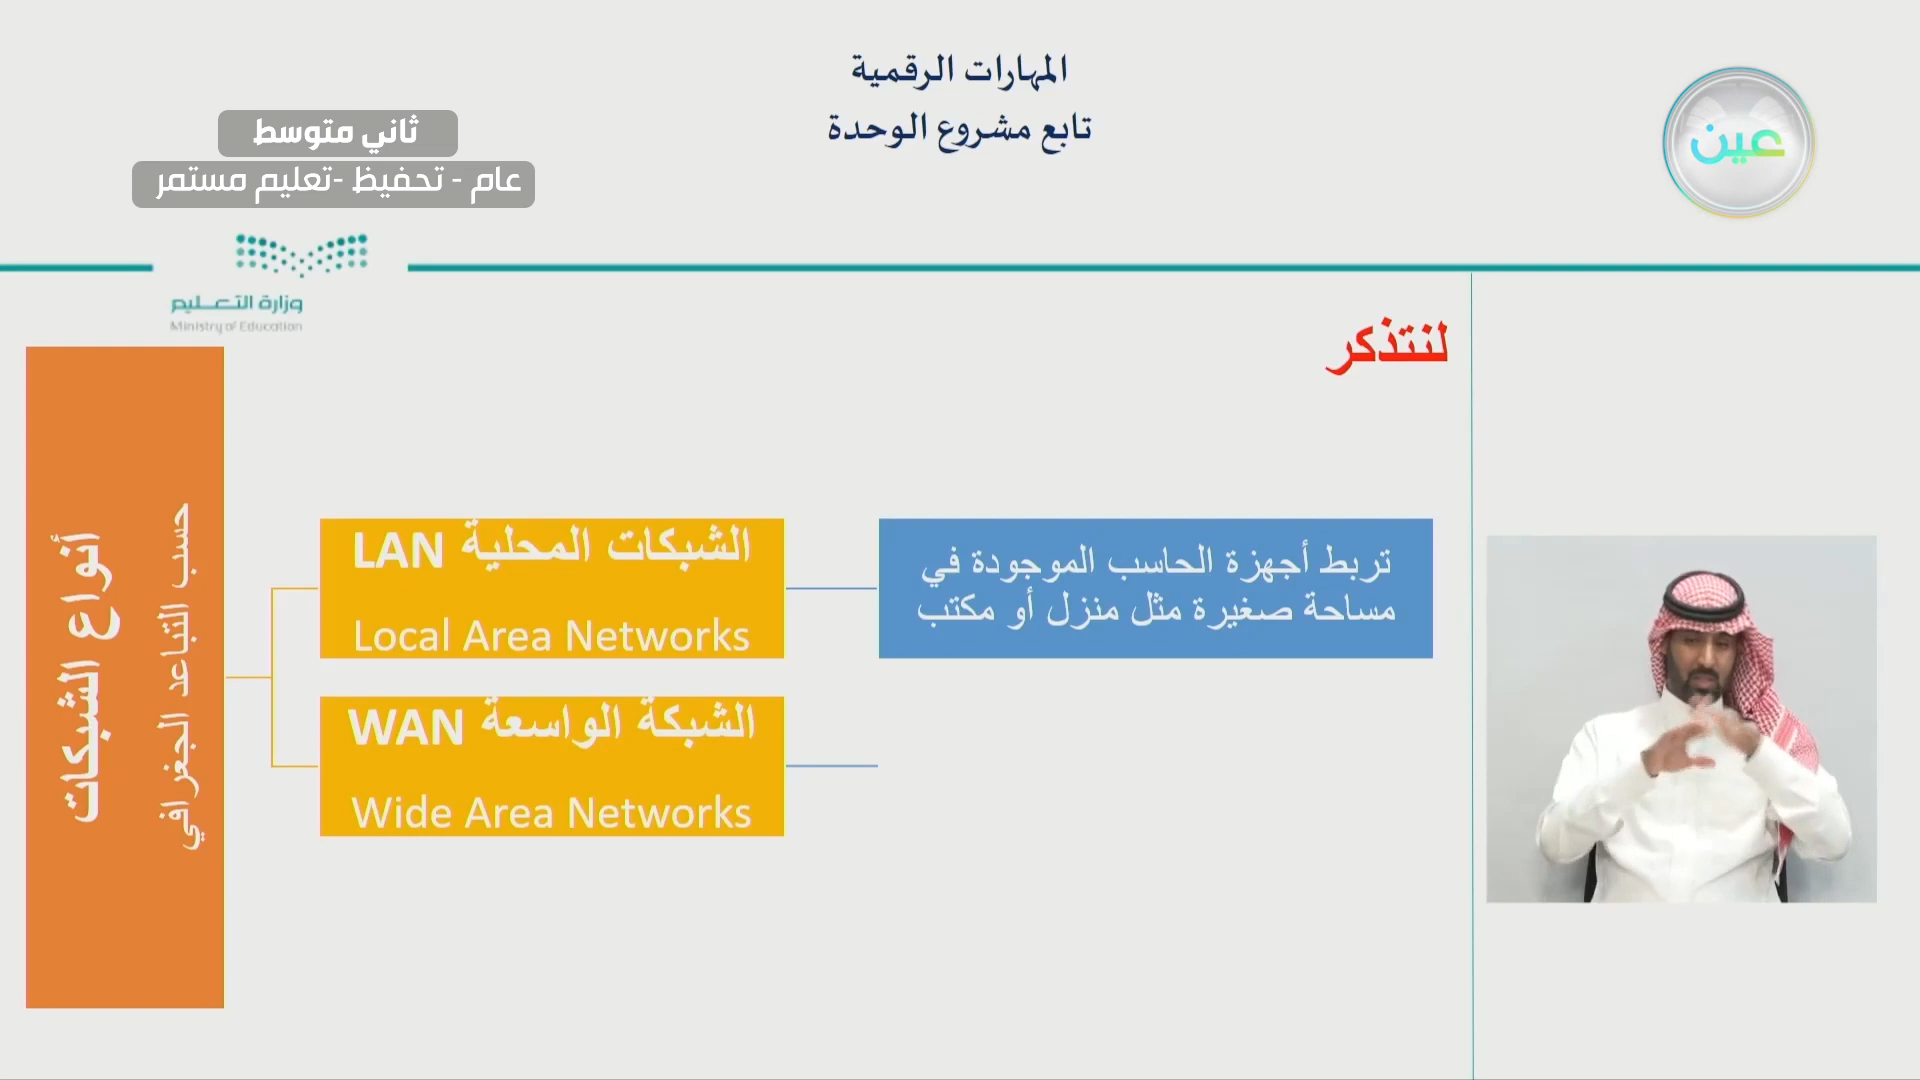 المهارات الرقمية
تابع مشروع الوحدة
عين
ثاني متوسط
عام - تحفيظ -تعليم مستمر
وزارة التعليم
Ministry of Education
لنتذكر
أنواع الشبكات
حسب التباعد الجغرافي
الشبكات المحلية LAN
Local Area Networks
تربط أجهزة الحاسب الموجودة في
مساحة صغيرة مثل منزل أو مكتب
الشبكة الواسعة WAN
Wide Area Networks